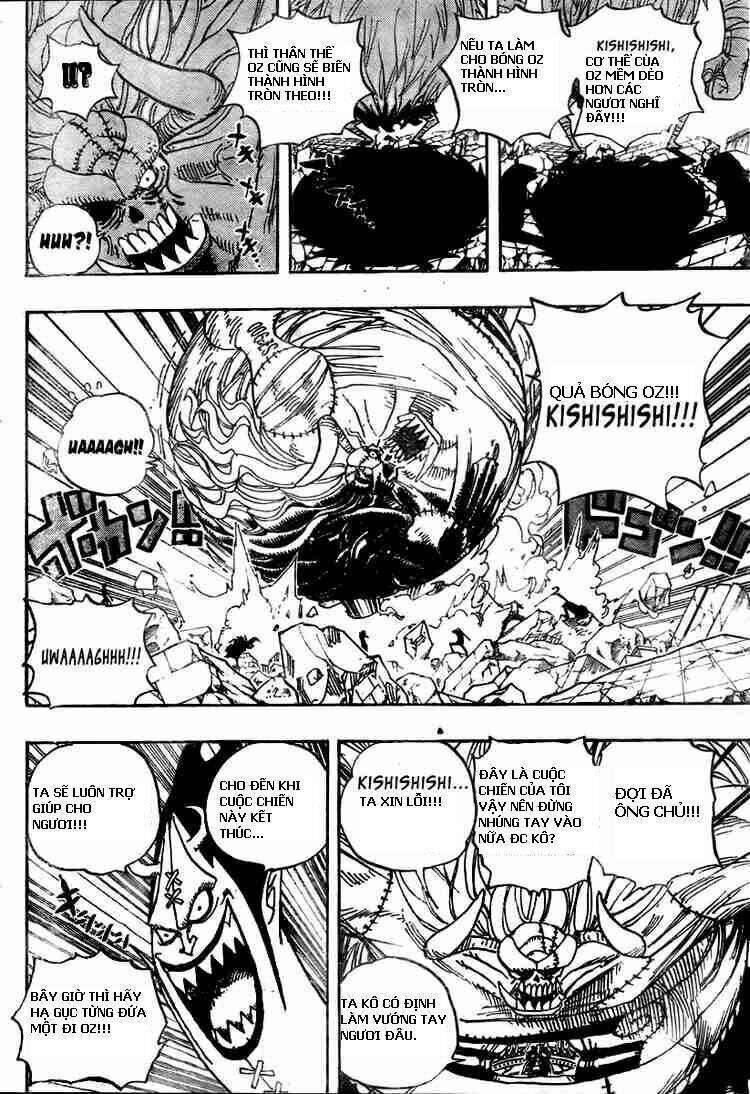 KISHISHISHI,
CƠ THỂ CỦA
OZ MỀM DẺO
HƠN CÁC
NGƯƠI NGHĨ
ĐẤY!!!
NẾU TA LÀM
CHO BÓNG OZ
THÀNH HÌNH
TRÒN...
THÌ THÂN THỂ
OZ CŨNG SẼ BIẾN
THÀNH HÌNH
TRÒN THEO!!!
!!?
HUH?!
QUẢ BÓNG OZ!!!
KISHISHISHI!!!
UAAAAGH!!
ドゴォン!!
UWAAAAGHHH!!!
ĐỢI ĐÃ
ÔNG CHỦ!!!
ĐÂY LÀ CUỘC
CHIẾN CỦA TÔI
VẬY NÊN ĐỪNG
NHÚNG TAY VÀO
NỮA ĐC KÔ?
KISHISHISHI...
TA XIN LỖI!!!
TA KÔ CÓ ĐỊNH
LÀM VƯỚNG TAY
NGƯƠI ĐÂU.
CHO ĐẾN KHI
CUỘC CHIẾN
NÀY KẾT
THÚC...
TA SẼ LUÔN TRỢ
GIÚP CHO
NGƯƠI!!!
BÂY GIỜ THÌ HÃY
HẠ GỤC TỪNG ĐỨA
MỘT ĐI OZ!!!